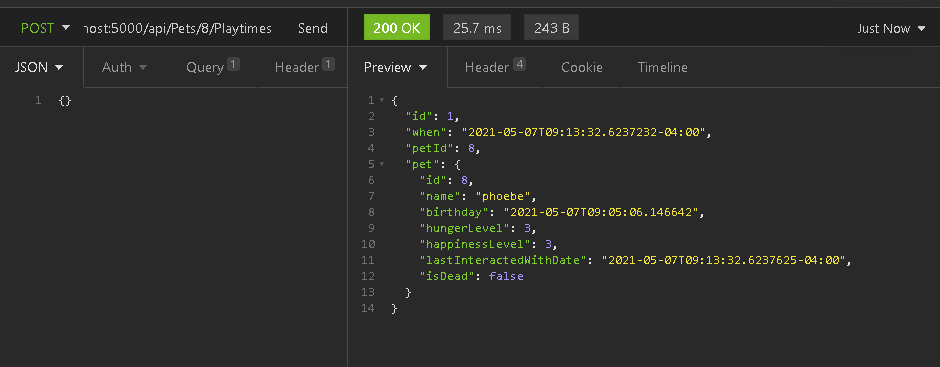 POST host:5000/api/Pets/8/Playtimes Send 200 OK 25.7 ms 243 B Just Now
JSON Auth Query 1 Header 1 Preview Header 4 Cookie Timeline
1 {}
1 {
2 "id": 1,
3 "when": "2021-05-07T09:13:32.6237232-04:00",
4 "petId": 8,
5 "pet": {
6 "id": 8,
7 "name": "phoebe",
8 "birthday": "2021-05-07T09:05:06.146642",
9 "hungerLevel": 3,
10 "happinessLevel": 3,
11 "lastInteractedWithDate": "2021-05-07T09:13:32.6237625-04:00",
12 "isDead": false
13 }
14 }